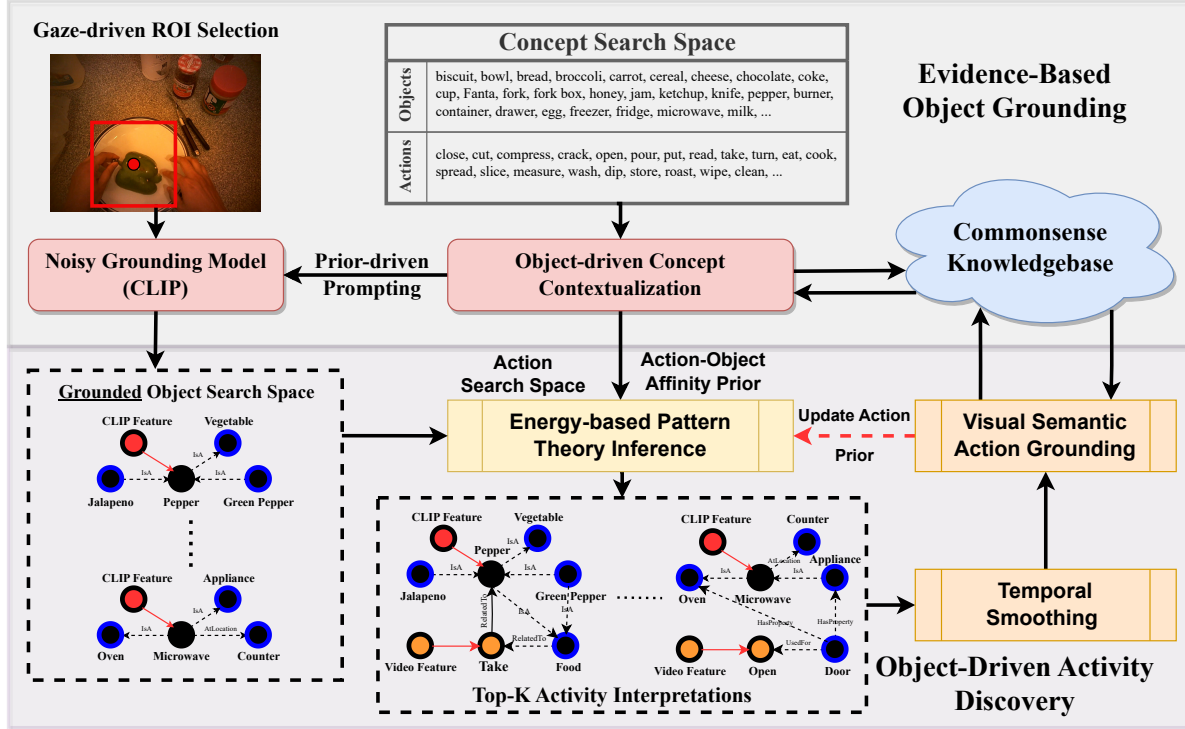 Gaze-driven ROI Selection
Concept Search Space
Objects
biscuit, bowl, bread, broccoli, carrot, cereal, cheese, chocolate, coke,
cup, Fanta, fork, fork box, honey, jam, ketchup, knife, pepper, burner,
container, drawer, egg, freezer, fridge, microwave, milk, ...
Actions
close, cut, compress, crack, open, pour, put, read, take, turn, eat, cook,
spread, slice, measure, wash, dip, store, roast, wipe, clean, ...
Evidence-Based
Object Grounding
Noisy Grounding Model
(CLIP)
Prior-driven
Prompting
Object-driven Concept
Contextualization
Commonsense
Knowledgebase
Action
Search Space
Action-Object
Affinity Prior
Grounded Object Search Space
CLIP Feature
Vegetable
IsA
IsA
IsA
Jalapeno
Pepper
Green Pepper
CLIP Feature
Appliance
IsA
IsA
AtLocation
Oven
Microwave
Counter
Energy-based Pattern
Theory Inference
Update Action
Prior
Visual Semantic
Action Grounding
CLIP Feature
Vegetable
Pepper
IsA
IsA
IsA
Jalapeno
Green Pepper
RelatedTo
IsA
IsA
RelatedTo
Video Feature
Take
Food
CLIP Feature
Counter
AtLocation
Appliance
IsA
IsA
Oven
Microwave
HasProperty
HasProperty
UsedFor
Video Feature
Open
Door
Top-K Activity Interpretations
Temporal
Smoothing
Object-Driven Activity
Discovery